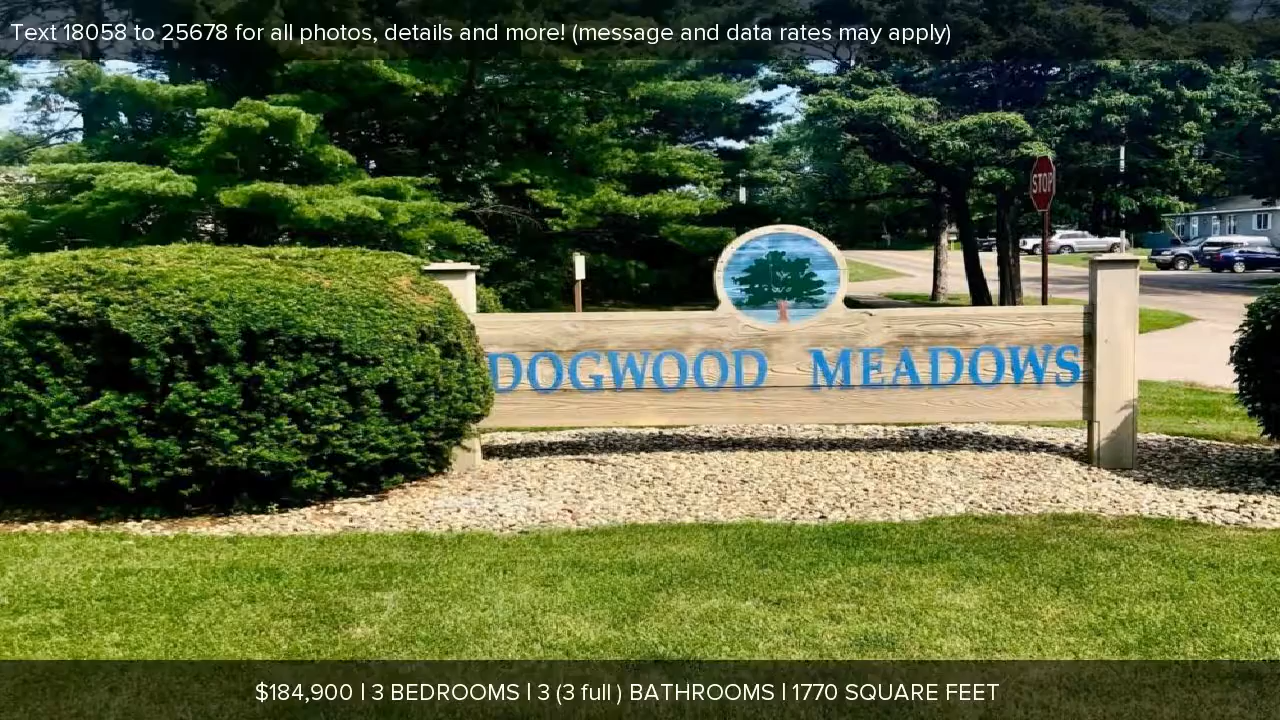 Text 18058 to 25678 for all photos, details and more! (message and data rates may apply)
STOP
DOGWOOD MEADOWS
$184,900 | 3 BEDROOMS | 3 (3 full ) BATHROOMS | 1770 SQUARE FEET